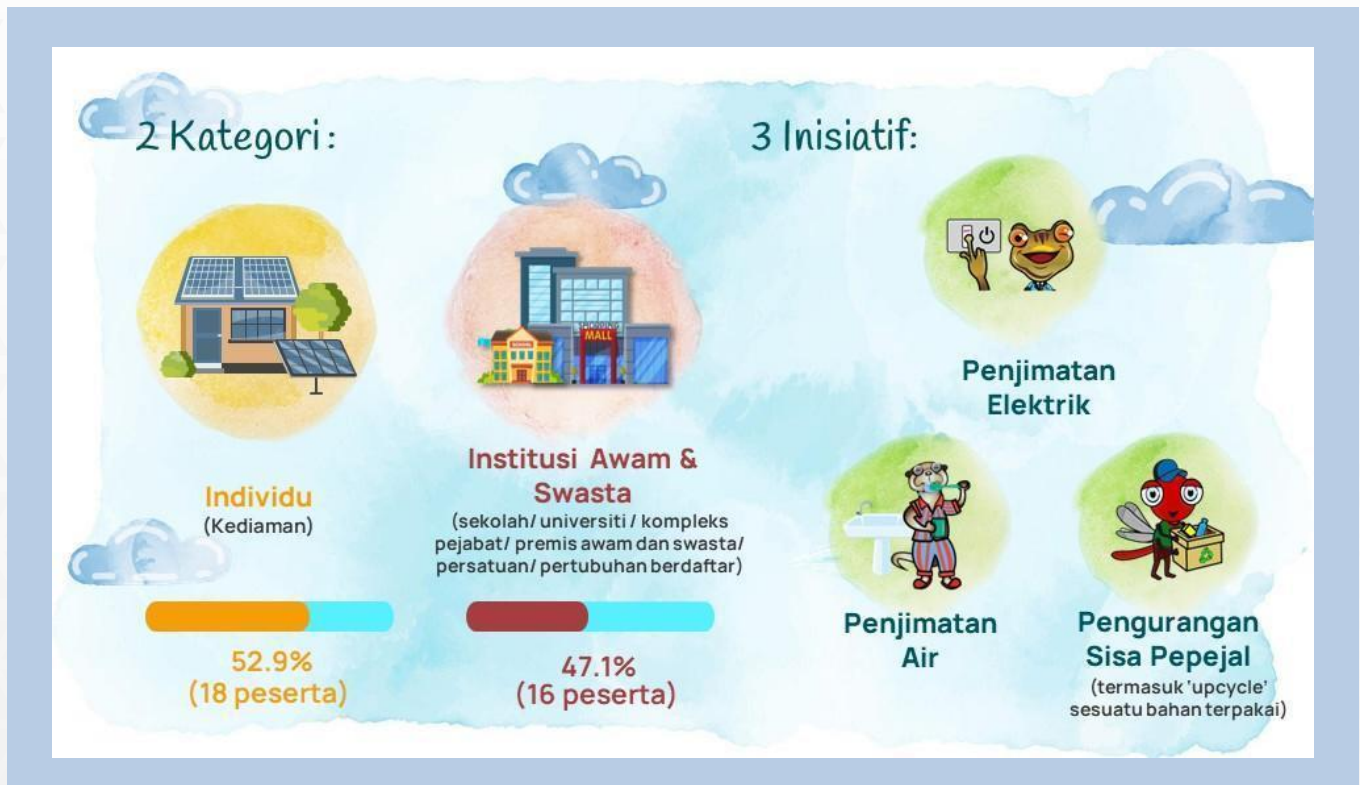 2 Kategori:
Individu
(Kediaman)
52.9%
(18 peserta)
SHOPPING
MALL
Institusi Awam &
Swasta
(sekolah/ universiti / kompleks
pejabat/ premis awam dan swasta/
persatuan/ pertubuhan berdaftar)
47.1%
(16 peserta)
3 Inisiatif:
Penjimatan
Elektrik
Penjimatan
Air
Pengurangan
Sisa Pepejal
(termasuk 'upcycle'
sesuatu bahan terpakai)